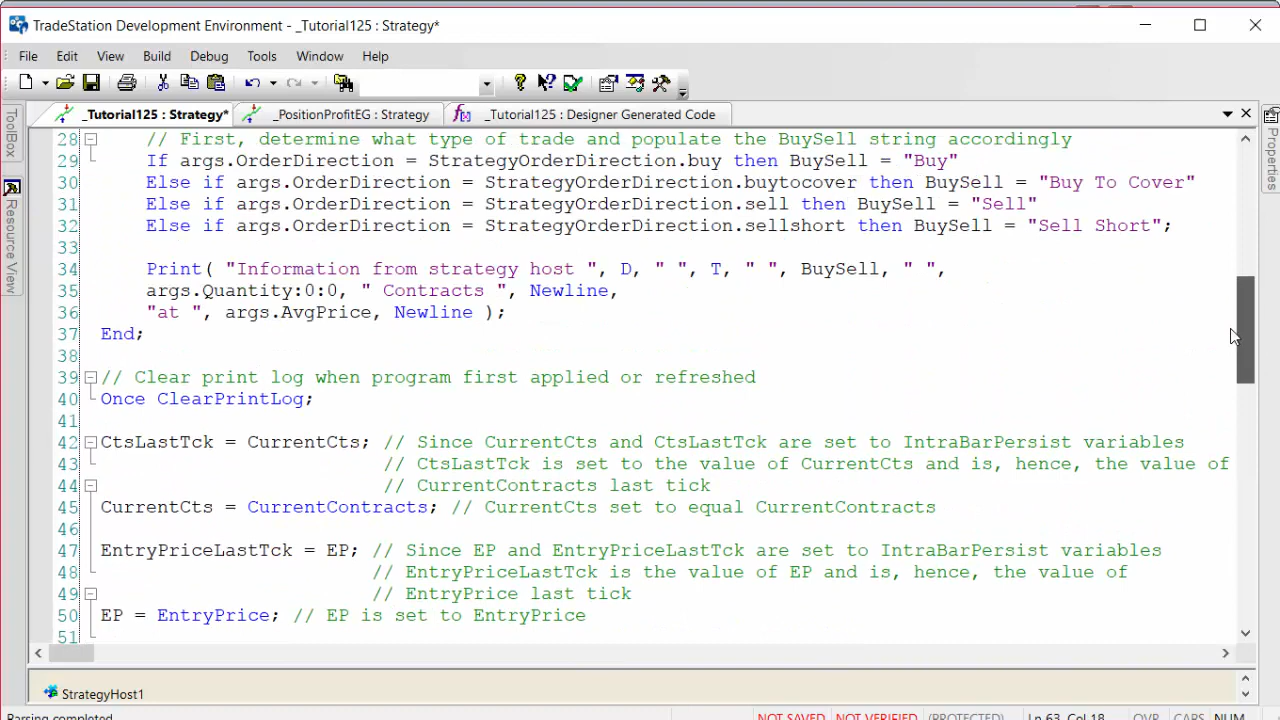 TradeStation Development Environment - _Tutorial125 : Strategy*
File Edit View Build Debug Tools Window Help
_Tutorial125 : Strategy* _PositionProfitEG : Strategy _Tutorial125 : Designer Generated Code
ToolBox
Resource View
Properties
28 // First, determine what type of trade and populate the BuySell string accordingly
29 If args.OrderDirection = StrategyOrderDirection.buy then BuySell = "Buy"
30 Else if args.OrderDirection = StrategyOrderDirection.buytocover then BuySell = "Buy To Cover"
31 Else if args.OrderDirection = StrategyOrderDirection.sell then BuySell = "Sell"
32 Else if args.OrderDirection = StrategyOrderDirection.sellshort then BuySell = "Sell Short";
33
34 Print( "Information from strategy host ", D, " ", T, " ", BuySell, " ",
35 args.Quantity:0:0, " Contracts ", Newline,
36 "at ", args.AvgPrice, Newline );
37 End;
38
39 // Clear print log when program first applied or refreshed
40 Once ClearPrintLog;
41
42 CtsLastTck = CurrentCts; // Since CurrentCts and CtsLastTck are set to IntraBarPersist variables
43 // CtsLastTck is set to the value of CurrentCts and is, hence, the value of
44 // CurrentContracts last tick
45 CurrentCts = CurrentContracts; // CurrentCts set to equal CurrentContracts
46
47 EntryPriceLastTck = EP; // Since EP and EntryPriceLastTck are set to IntraBarPersist variables
48 // EntryPriceLastTck is the value of EP and is, hence, the value of
49 // EntryPrice last tick
50 EP = EntryPrice; // EP is set to EntryPrice
51
StrategyHost1
Parsing completed NOT SAVED NOT VERIFIED (PROTECTED) Ln 63, Col 18 OVR CARS NUM